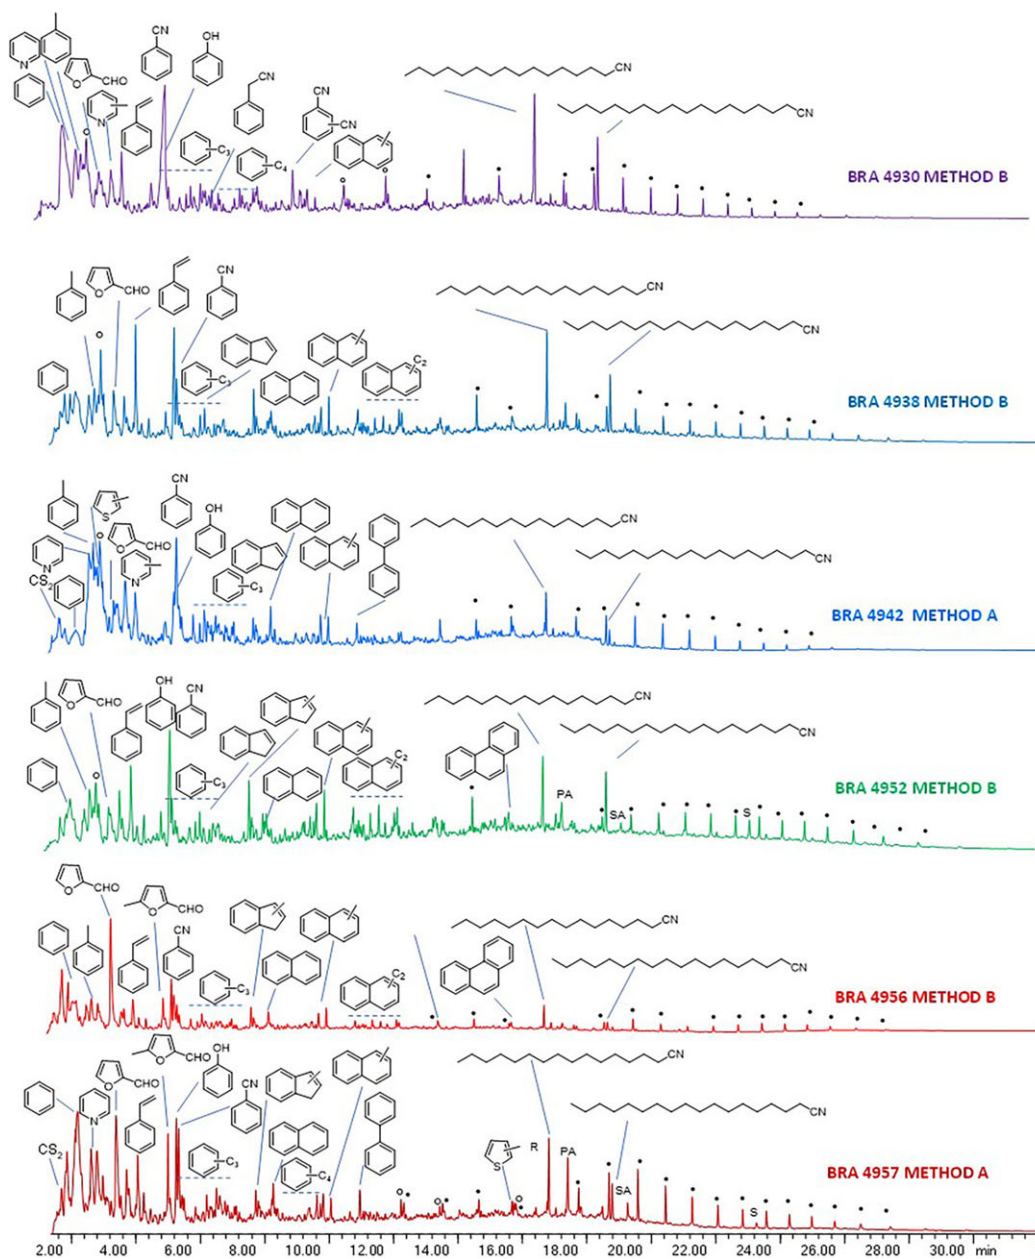 CN
OH
CHO
O
N
N
CN
CN
CN
C3
C4
CN
CN
BRA 4930 METHOD B
CHO
O
CN
C3
C2
CN
CN
BRA 4938 METHOD B
CN
S
OH
CHO
O
N
N
CS2
C3
CN
CN
BRA 4942 METHOD A
OH
CN
CHO
O
C3
C2
CN
CN
PA
SA
S
BRA 4952 METHOD B
CHO
O
CHO
O
CN
C3
C2
CN
CN
BRA 4956 METHOD B
CHO
O
OH
CHO
O
N
CN
CS2
C3
C4
S
R
PA
SA
S
CN
CN
BRA 4957 METHOD A
2.00 4.00 6.00 8.00 10.00 12.00 14.00 16.00 18.00 20.00 22.00 24.00 26.00 28.00 30.00 min